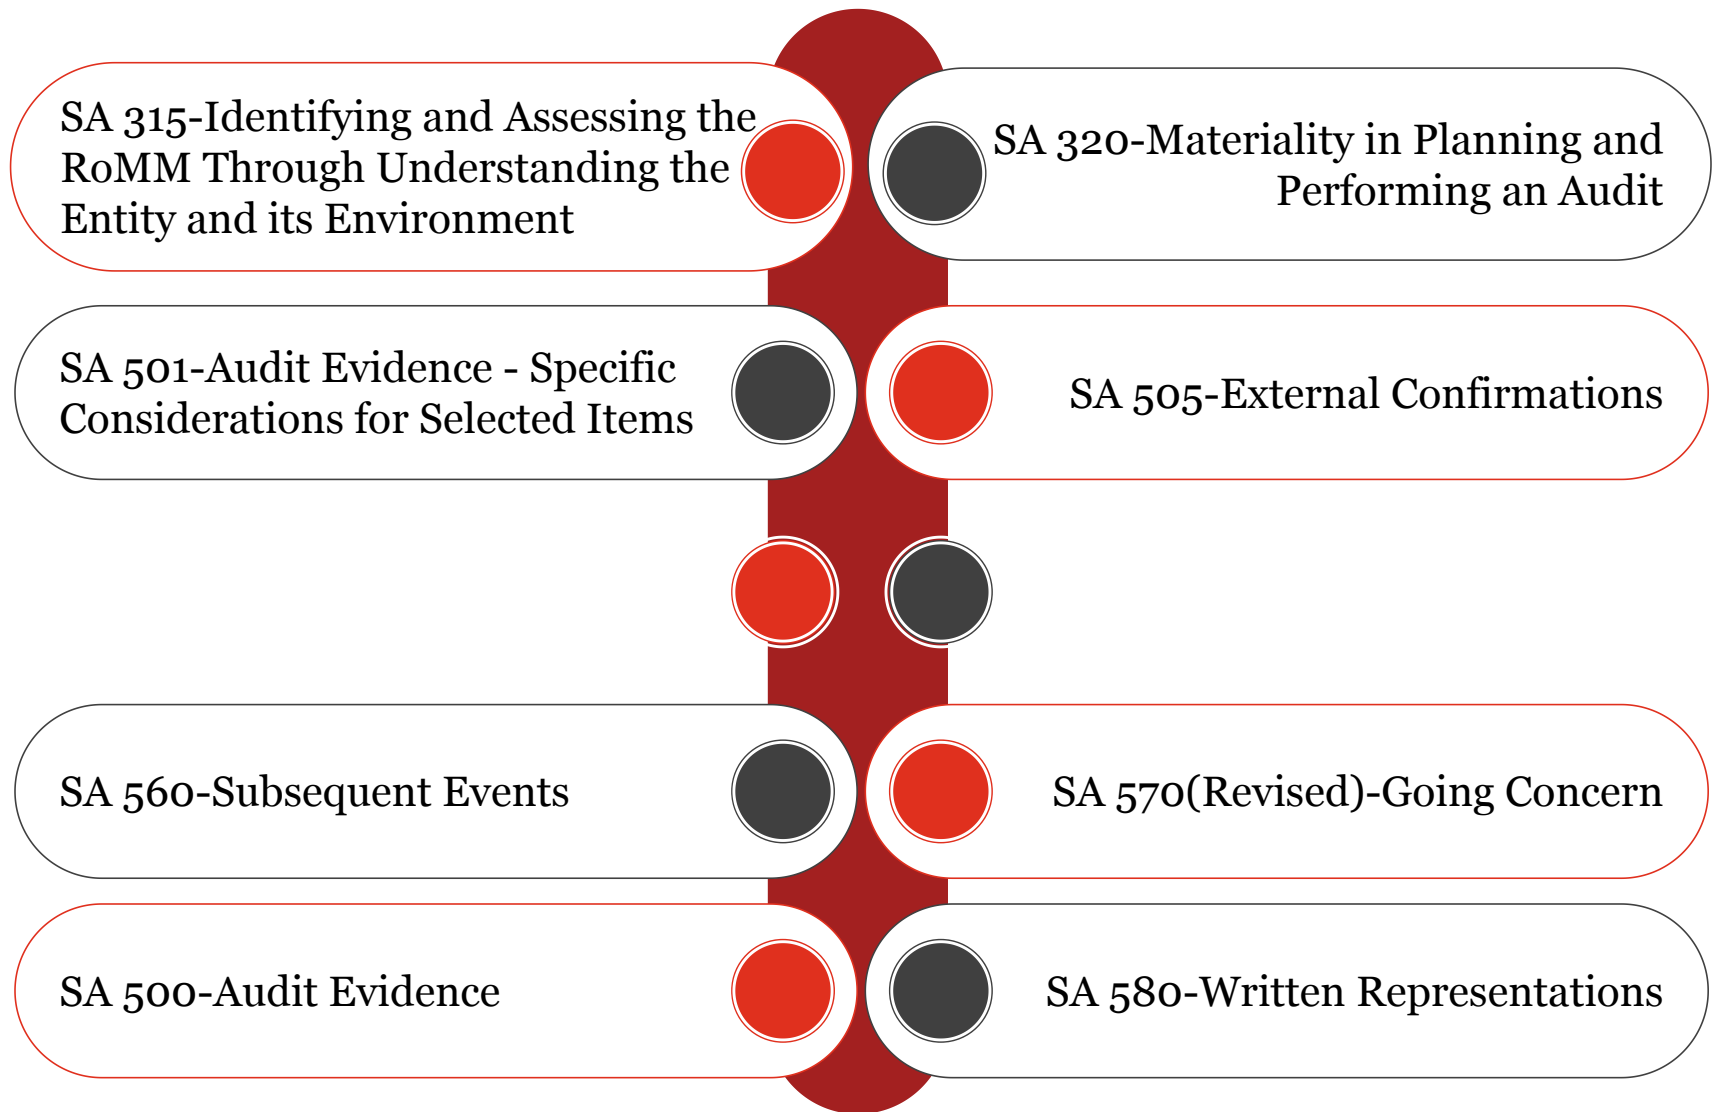 SA 315-Identifying and Assessing the
RoMM Through Understanding the
Entity and its Environment
SA 320-Materiality in Planning and
Performing an Audit
SA 501-Audit Evidence - Specific
Considerations for Selected Items
SA 505-External Confirmations
SA 560-Subsequent Events
SA 570(Revised)-Going Concern
SA 500-Audit Evidence
SA 580-Written Representations